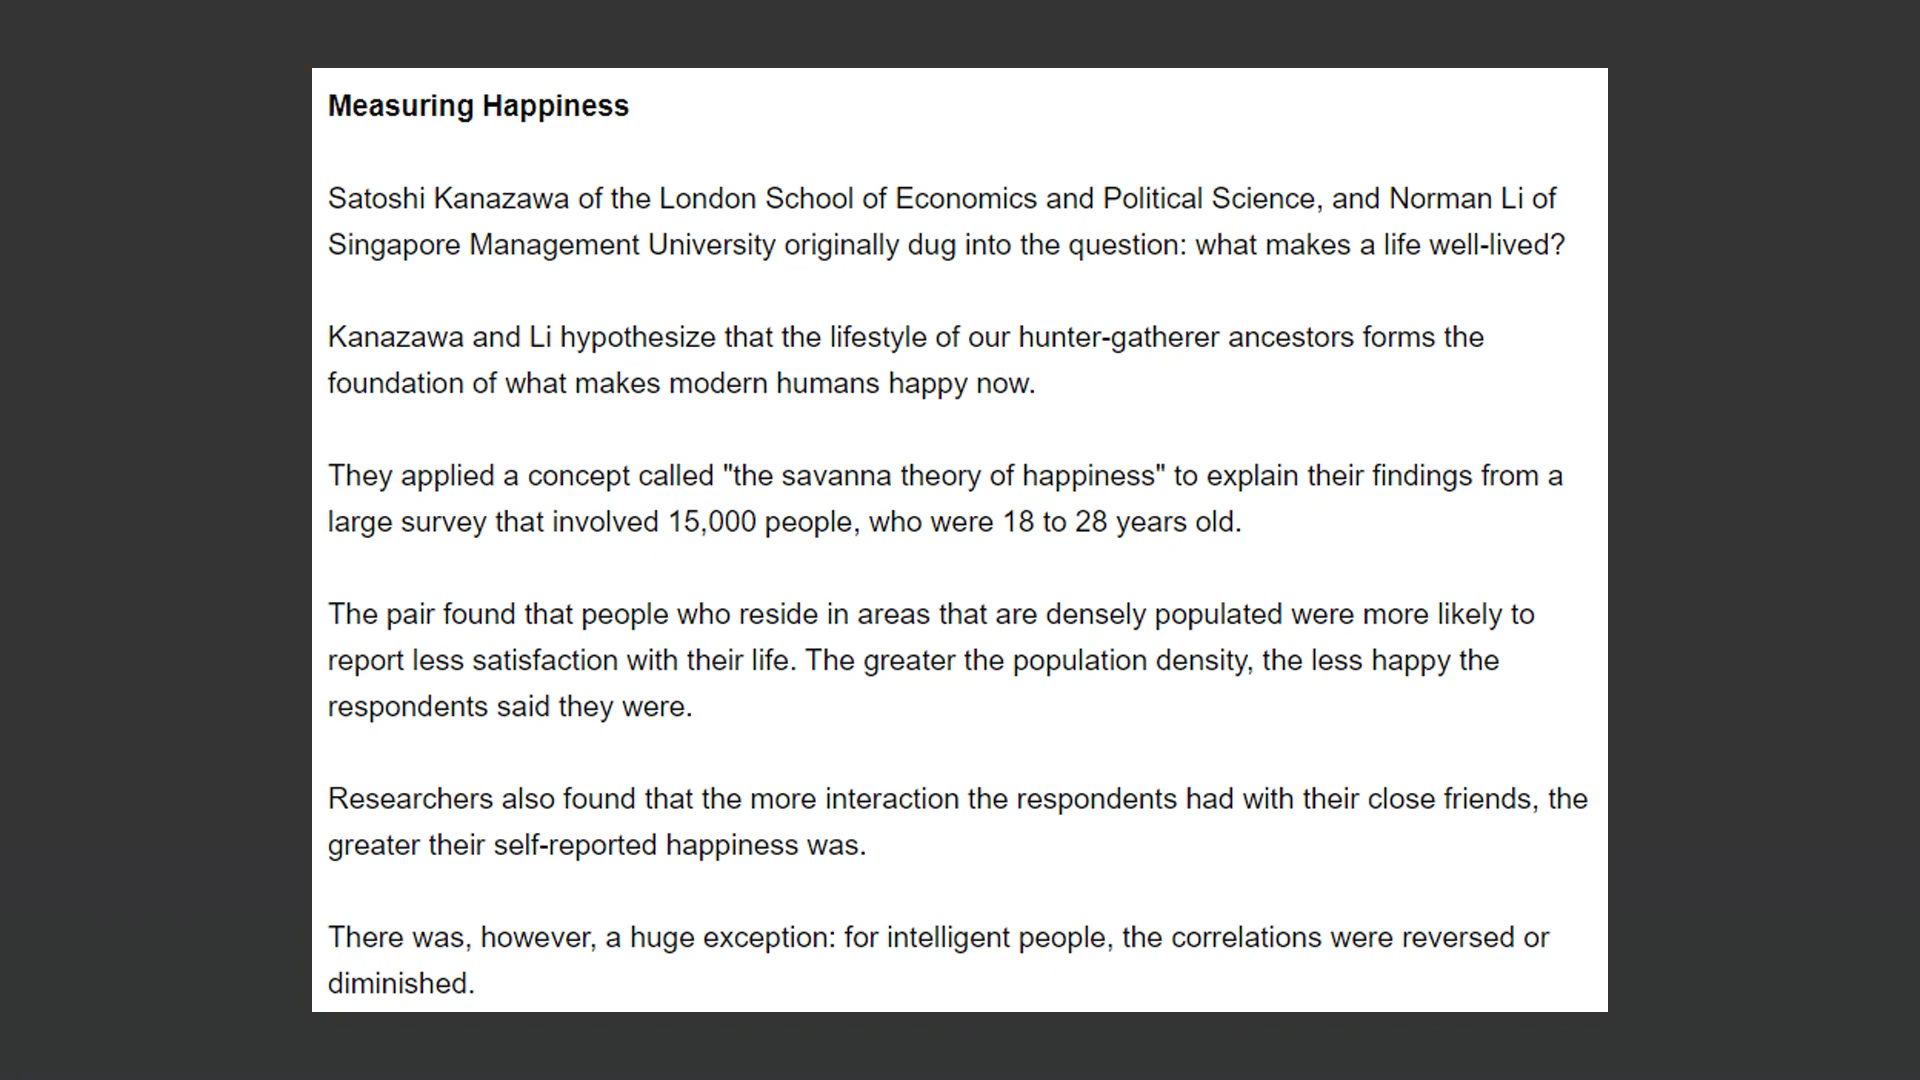 Measuring Happiness
Satoshi Kanazawa of the London School of Economics and Political Science, and Norman Li of
Singapore Management University originally dug into the question: what makes a life well-lived?
Kanazawa and Li hypothesize that the lifestyle of our hunter-gatherer ancestors forms the
foundation of what makes modern humans happy now.
They applied a concept called "the savanna theory of happiness" to explain their findings from a
large survey that involved 15,000 people, who were 18 to 28 years old.
The pair found that people who reside in areas that are densely populated were more likely to
report less satisfaction with their life. The greater the population density, the less happy the
respondents said they were.
Researchers also found that the more interaction the respondents had with their close friends, the
greater their self-reported happiness was.
There was, however, a huge exception: for intelligent people, the correlations were reversed or
diminished.